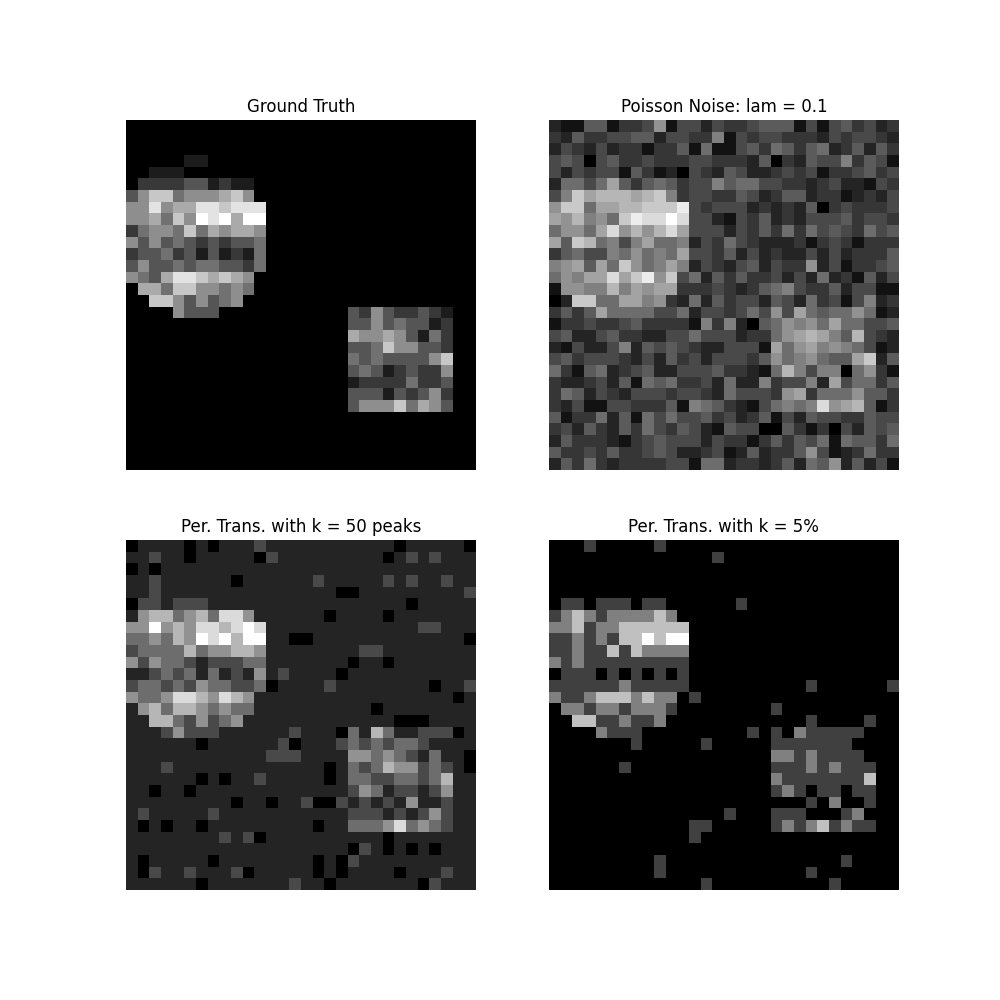 Ground Truth
Poisson Noise: lam = 0.1
Per. Trans. with k = 50 peaks
Per. Trans. with k = 5%